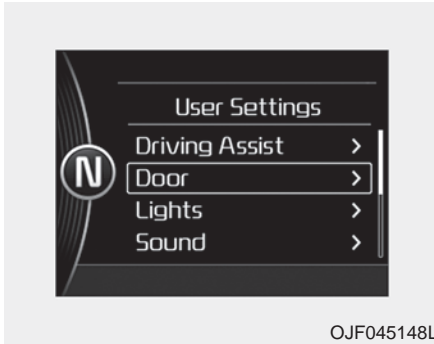 User Settings
Driving Assist >
N
Door >
Lights >
Sound >
OJF045148L